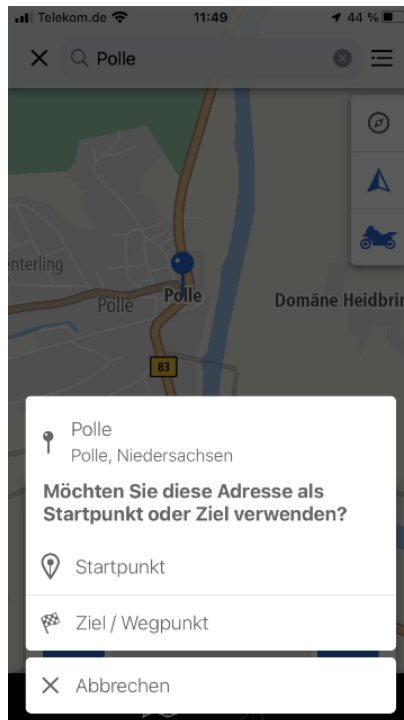 Telekom.de 11:49 44 %
Polle
enterling
Polle
Polle
Domäne Heidbrin
83
Polle
Polle, Niedersachsen
Möchten Sie diese Adresse als
Startpunkt oder Ziel verwenden?
Startpunkt
Ziel / Wegpunkt
Abbrechen